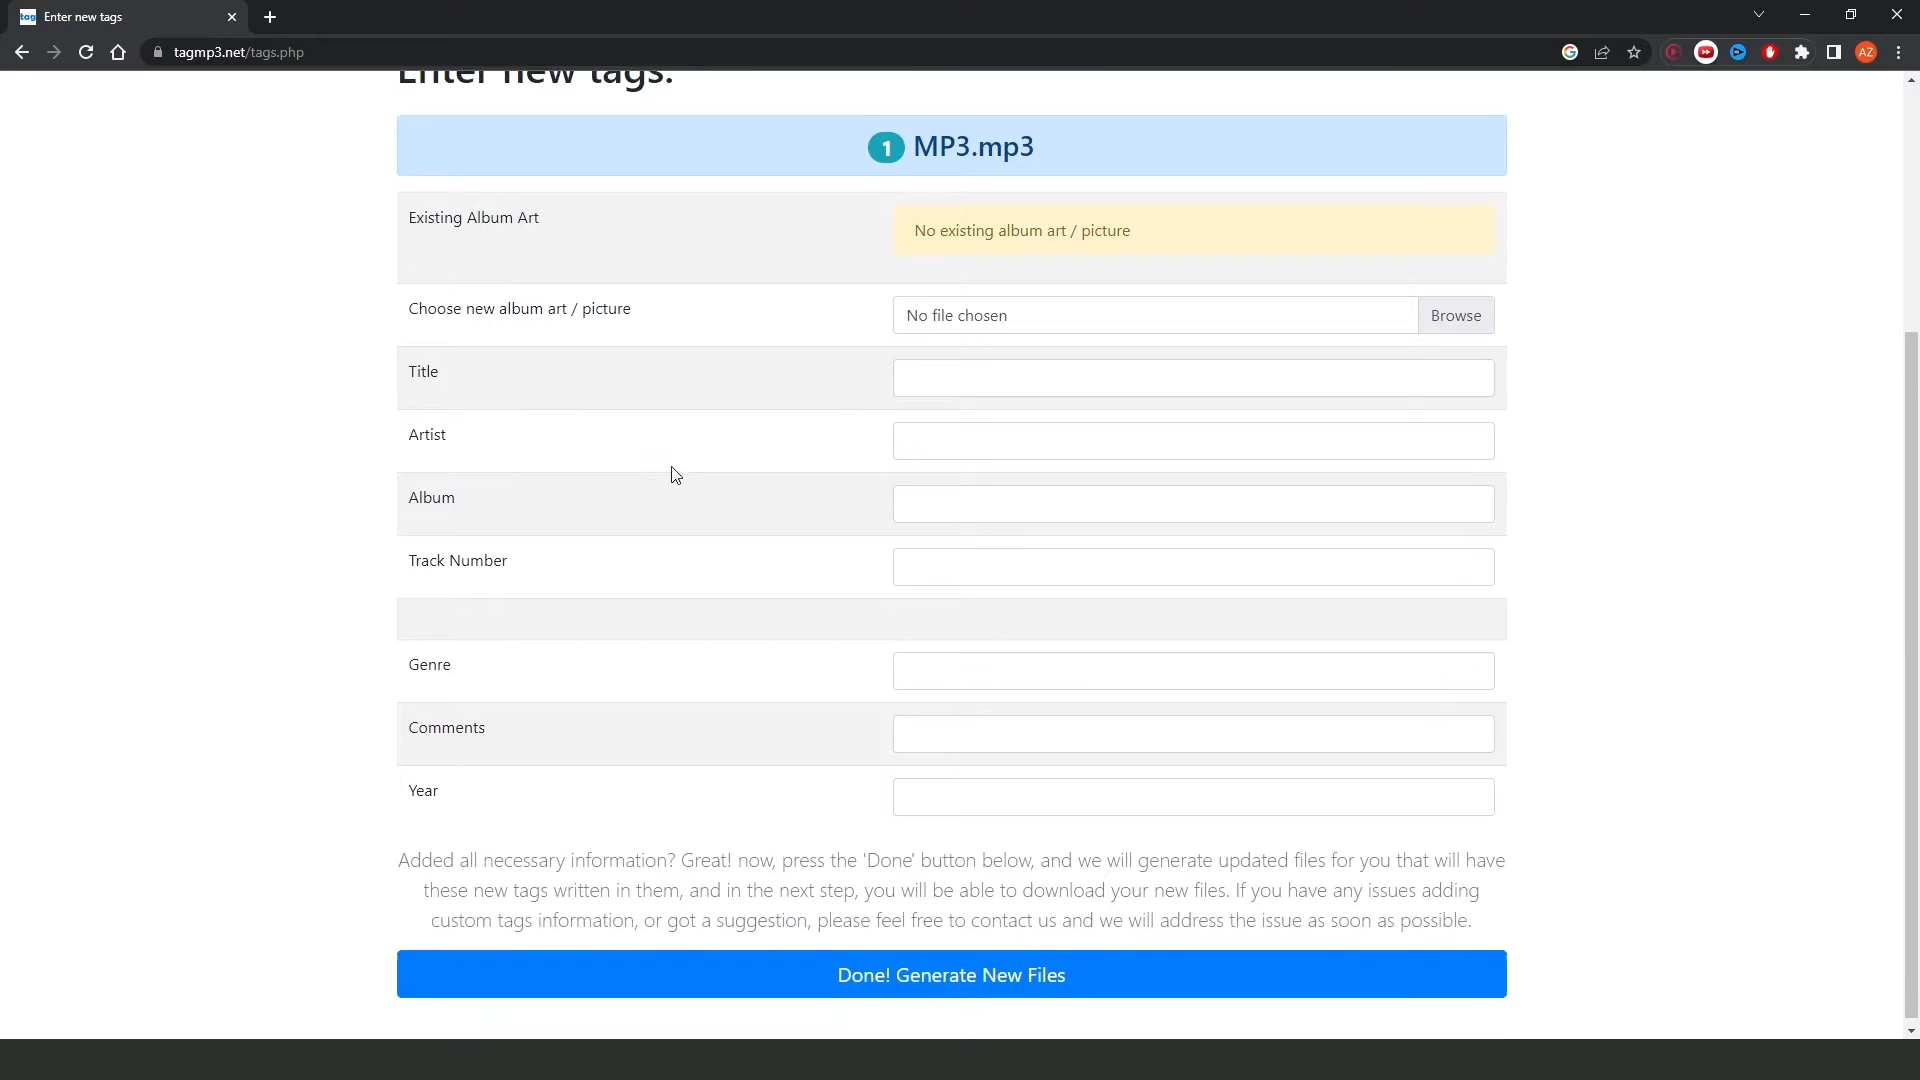 tag
Enter new tags
tagmp3.net/tags.php
AZ
Enter new tags:
1 MP3.mp3
Existing Album Art
No existing album art / picture
Choose new album art / picture
No file chosen
Browse
Title
Artist
Album
Track Number
Genre
Comments
Year
Added all necessary information? Great! now, press the 'Done' button below, and we will generate updated files for you that will have
these new tags written in them, and in the next step, you will be able to download your new files. If you have any issues adding
custom tags information, or got a suggestion, please feel free to contact us and we will address the issue as soon as possible.
Done! Generate New Files